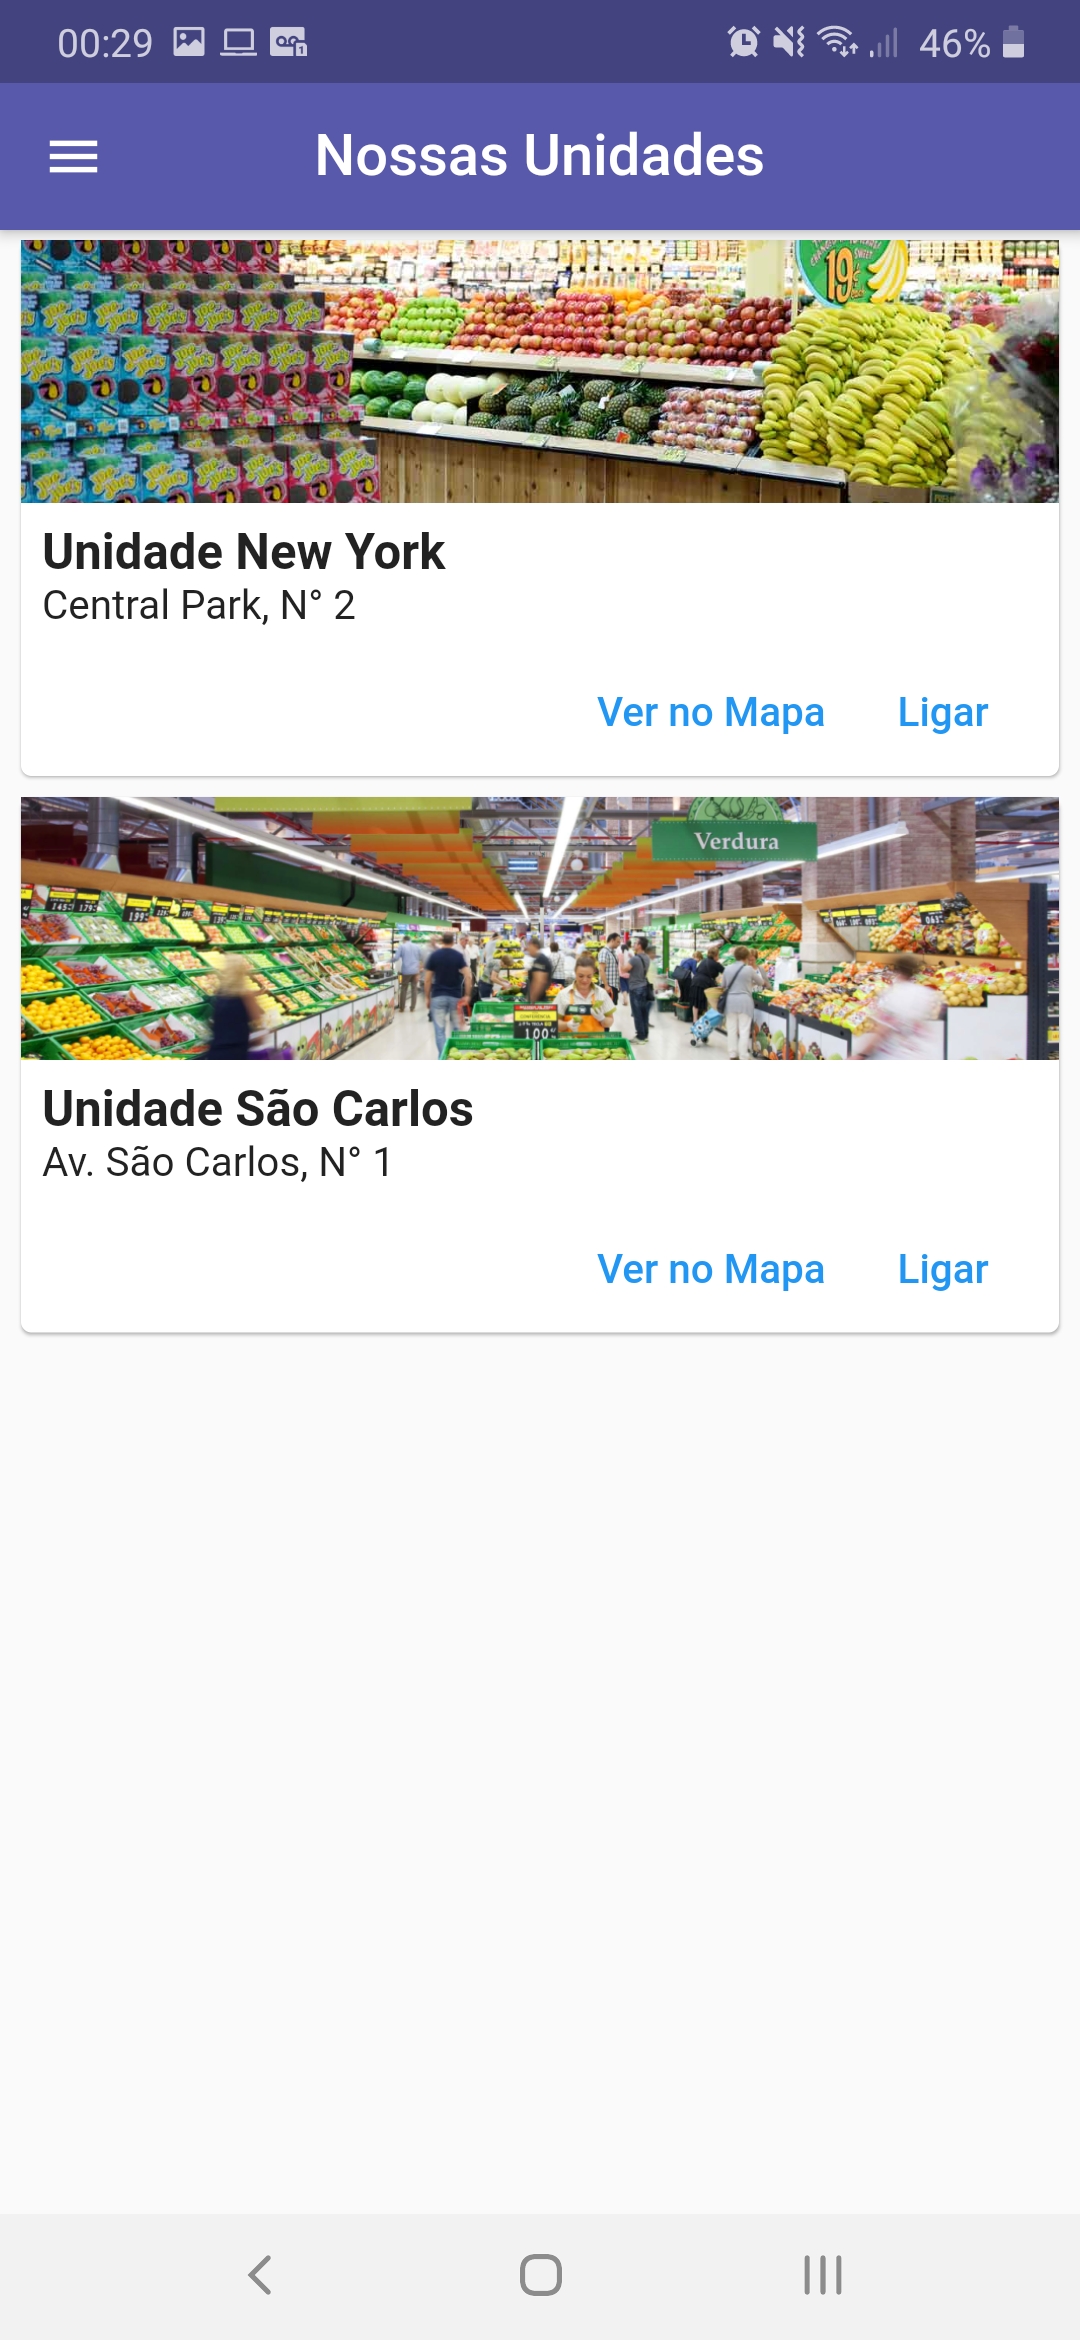 00:29
46%
Nossas Unidades
19
Unidade New York
Central Park, N° 2
Ver no Mapa Ligar
Verdura
100
Unidade São Carlos
Av. São Carlos, N° 1
Ver no Mapa Ligar